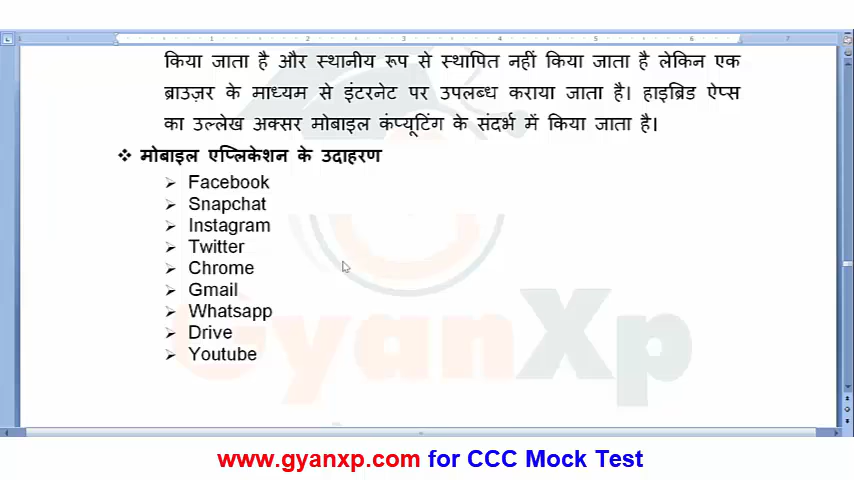 किया जाता है और स्थानीय रूप से स्थापित नहीं किया जाता है लेकिन एक
ब्राउज़र के माध्यम से इंटरनेट पर उपलब्ध कराया जाता है। हाइब्रिड ऐप्स
का उल्लेख अक्सर मोबाइल कंप्यूटिंग के संदर्भ में किया जाता है।
❖ मोबाइल एप्लिकेशन के उदाहरण
➢ Facebook
➢ Snapchat
➢ Instagram
➢ Twitter
➢ Chrome
➢ Gmail
➢ Whatsapp
➢ Drive
➢ Youtube
GyanXp
www.gyanxp.com for CCC Mock Test